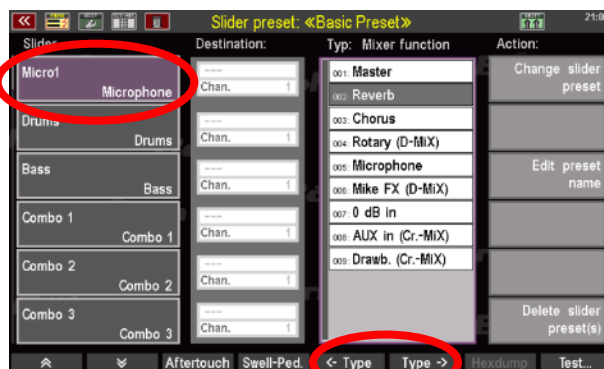 Slider preset: «Basic Preset»
Slider
Destination:
Typ: Mixer function
Action:
Micro1
Microphone
---
Chan. 1
Drums
Drums
---
Chan. 1
Bass
Bass
---
Chan. 1
Combo 1
Combo 1
---
Chan. 1
Combo 2
Combo 2
---
Chan. 1
Combo 3
Combo 3
---
Chan. 1
001: Master
002: Reverb
003: Chorus
004: Rotary (D-MiX)
005: Microphone
006: Mike FX (D-MiX)
007: 0 dB in
008: AUX in (Cr.-MiX)
009: Drawb. (Cr.-MiX)
Change slider
preset
Edit preset
name
Delete slider
preset(s)
Aftertouch Swell-Ped. <- Type Type -> Hexdump Test...